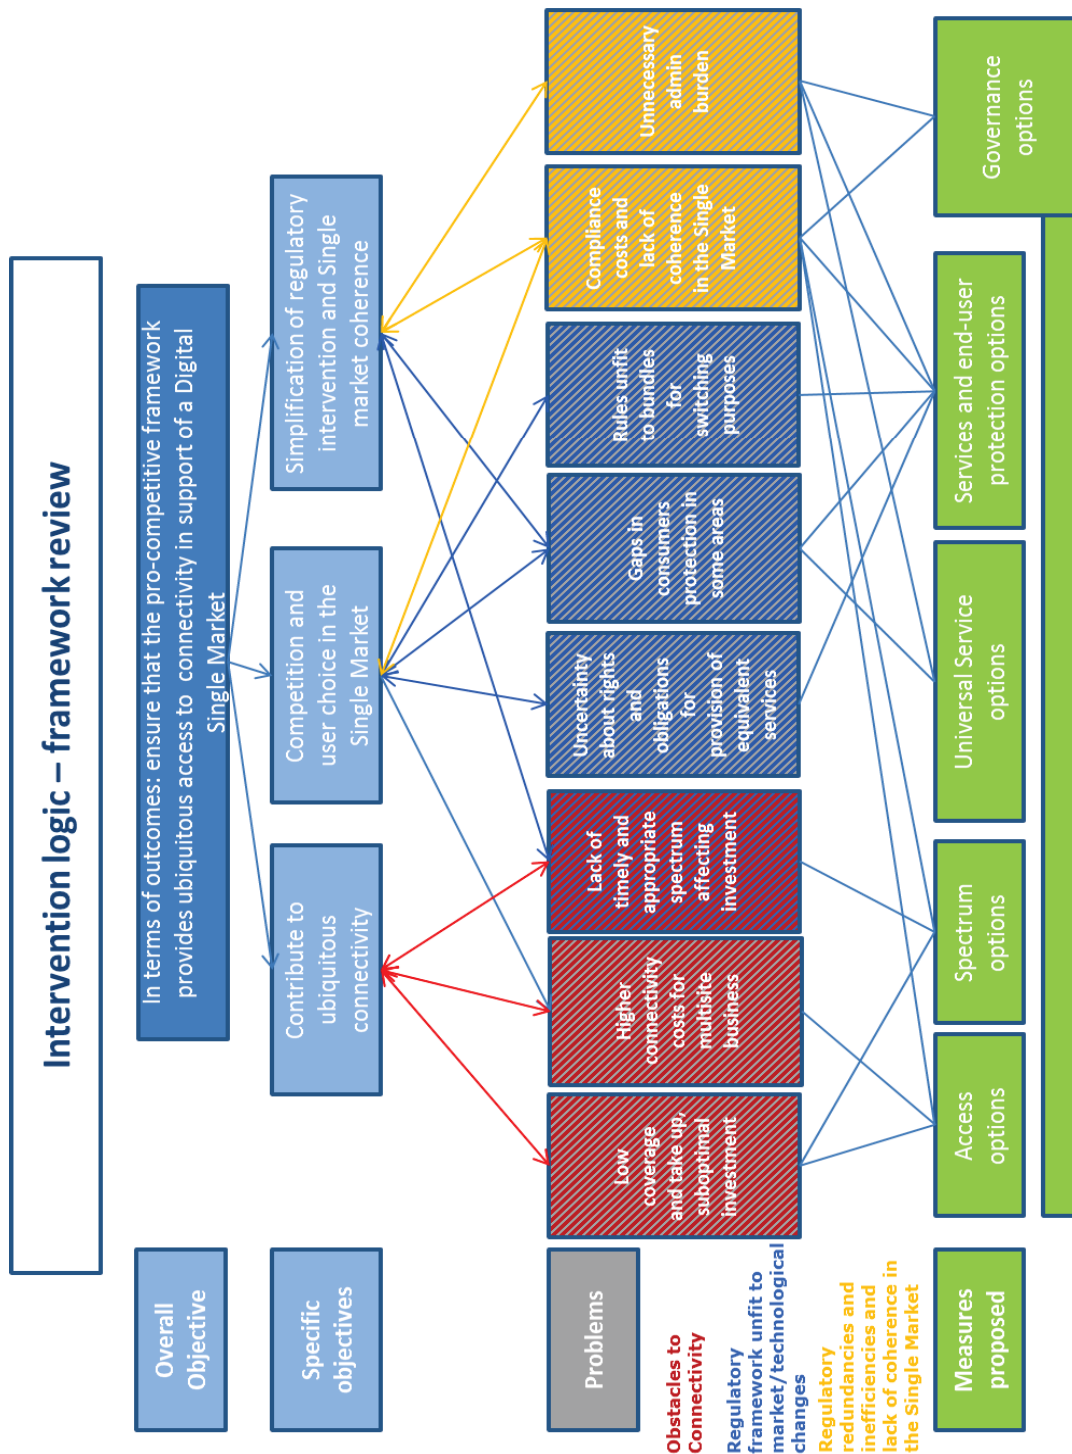 Intervention logic – framework review
Overall
Objective
In terms of outcomes: ensure that the pro-competitive framework
provides ubiquitous access to connectivity in support of a Digital
Single Market
Specific
objectives
Contribute to
ubiquitous
connectivity
Competition and
user choice in the
Single Market
Simplification of regulatory
intervention and Single
market coherence
Problems
Low
coverage
and take up,
suboptimal
investment
Higher
connectivity
costs for
multisite
business
Lack of
timely and
appropriate
spectrum
affecting
investment
Uncertainty
about rights
and
obligations
for
provision of
equivalent
services
Gaps in
consumers
protection in
some areas
Rules unfit
to bundles
for
switching
purposes
Compliance
costs and
lack of
coherence
in the Single
Market
Unnecessary
admin
burden
Obstacles to
Connectivity
Regulatory
framework unfit to
market/technological
changes
Regulatory
redundancies and
inefficiencies and
lack of coherence in
the Single Market
Measures
proposed
Access
options
Spectrum
options
Universal Service
options
Services and end-user
protection options
Governance
options